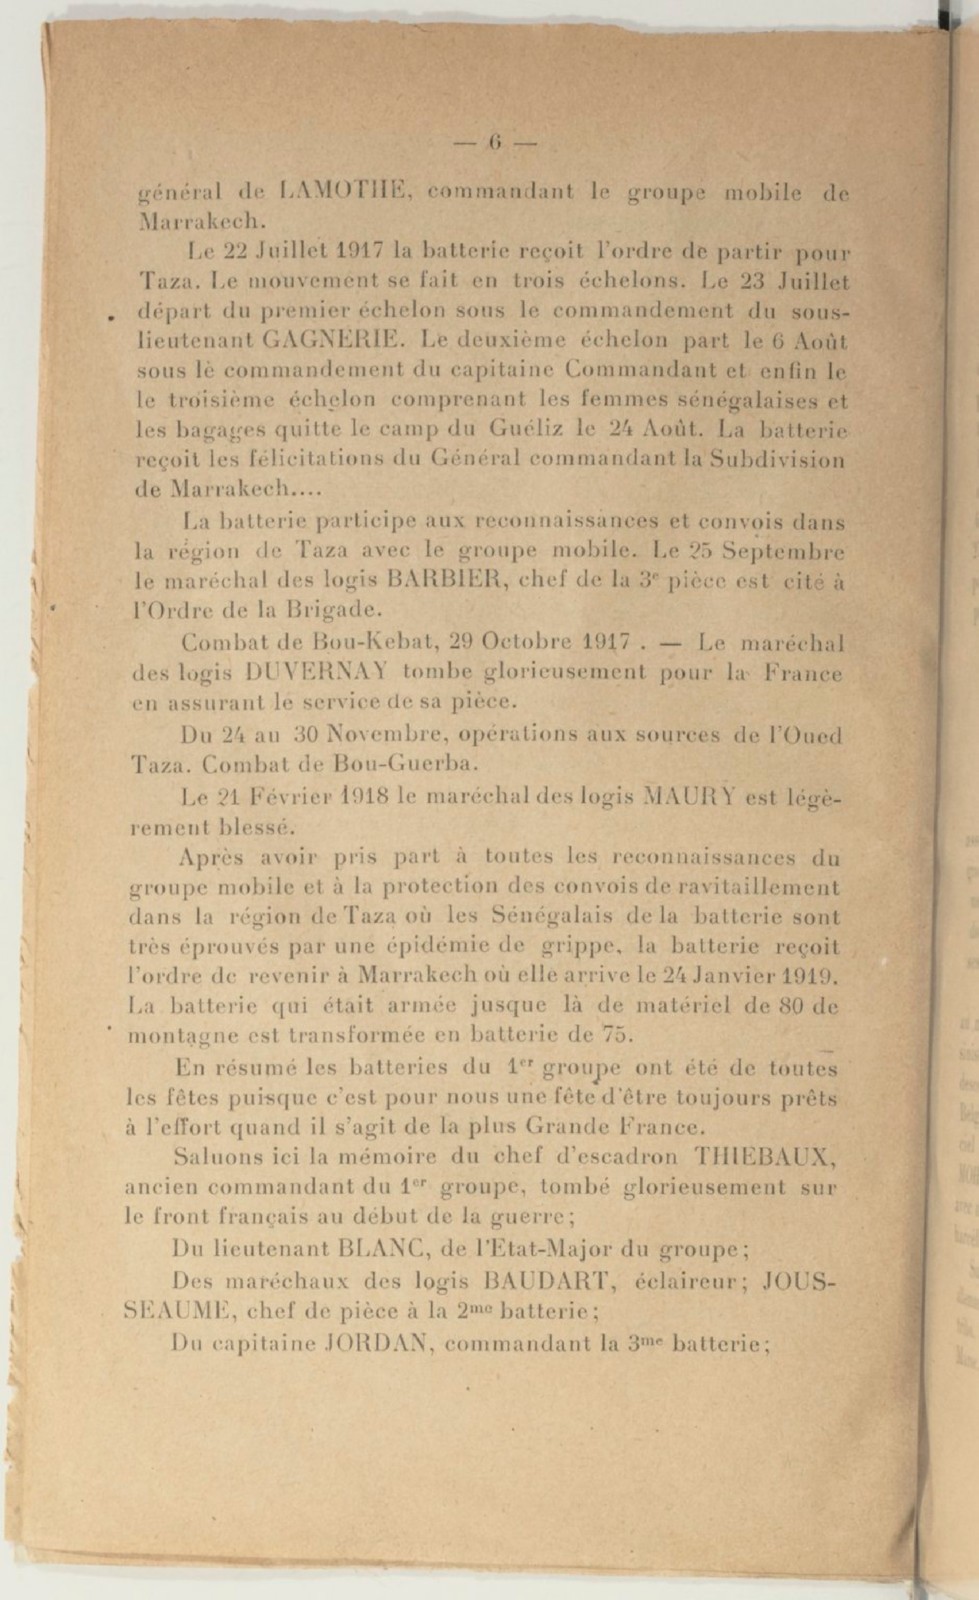 — 6 —
général de LAMOTHE, commandant le groupe mobile de
Marrakech.
Le 22 Juillet 1917 la batterie reçoit l'ordre de partir pour
Taza. Le mouvement se fait en trois échelons. Le 23 Juillet
départ du premier échelon sous le commandement du sous-
lieutenant GAGNERIE. Le deuxième échelon part le 6 Août
sous le commandement du capitaine Commandant et enfin le
le troisième échelon comprenant les femmes sénégalaises et
les bagages quitte le camp du Guéliz le 24 Août. La batterie
reçoit les félicitations du Général commandant la Subdivision
de Marrakech....
La batterie participe aux reconnaissances et convois dans
la région de Taza avec le groupe mobile. Le 25 Septembre
le maréchal des logis BARBIER, chef de la 3e pièce est cité à
l'Ordre de la Brigade.
Combat de Bou-Kebat, 29 Octobre 1917 . — Le maréchal
des logis DUVERNAY tombe glorieusement pour la France
en assurant le service de sa pièce.
Du 24 au 30 Novembre, opérations aux sources de l'Oued
Taza. Combat de Bou-Guerba.
Le 21 Février 1918 le maréchal des logis MAURY est légè-
rement blessé.
Après avoir pris part à toutes les reconnaissances du
groupe mobile et à la protection des convois de ravitaillement
dans la région de Taza où les Sénégalais de la batterie sont
très éprouvés par une épidémie de grippe, la batterie reçoit
l'ordre de revenir à Marrakech où elle arrive le 24 Janvier 1919.
La batterie qui était armée jusque là de matériel de 80 de
montagne est transformée en batterie de 75.
En résumé les batteries du 1er groupe ont été de toutes
les fêtes puisque c'est pour nous une fête d'être toujours prêts
à l'effort quand il s'agit de la plus Grande France.
Saluons ici la mémoire du chef d'escadron THIEBAUX,
ancien commandant du 1er groupe, tombé glorieusement sur
le front français au début de la guerre;
Du lieutenant BLANC, de l'Etat-Major du groupe;
Des maréchaux des logis BAUDART, éclaireur; JOUS-
SEAUME, chef de pièce à la 2me batterie;
Du capitaine JORDAN, commandant la 3me batterie;